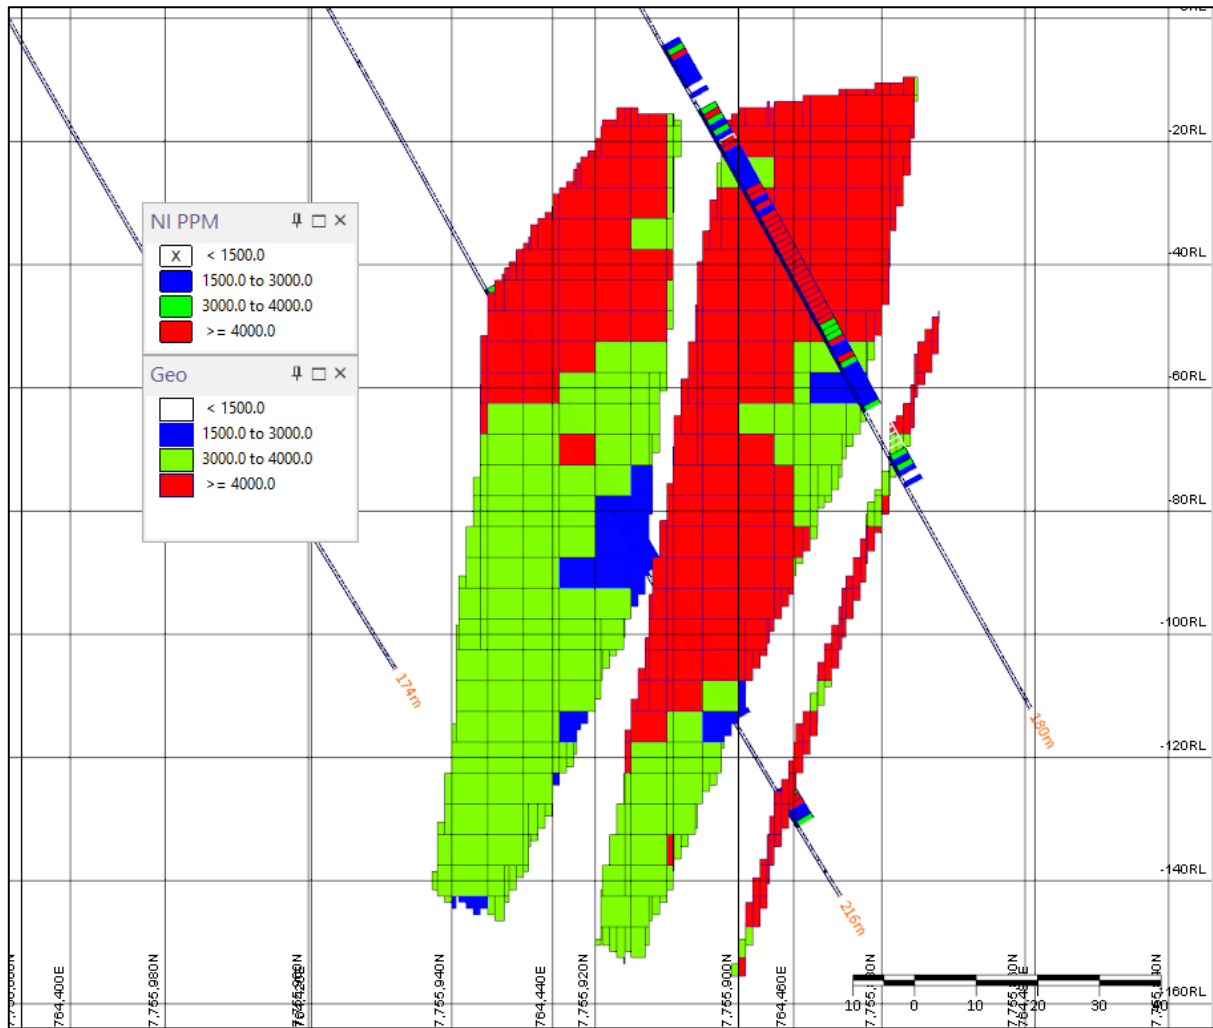 -20RL
NI PPM
X < 1500.0
1500.0 to 3000.0
3000.0 to 4000.0
>= 4000.0
-40RL
Geo
< 1500.0
1500.0 to 3000.0
3000.0 to 4000.0
>= 4000.0
-60RL
-80RL
-100RL
174m
180m
-120RL
-140RL
216m
764,400E
7,755,980N
7,755,940N
764,440E
7,755,920N
7,755,900N
764,460E
-160RL
10 0 10 20 30 40